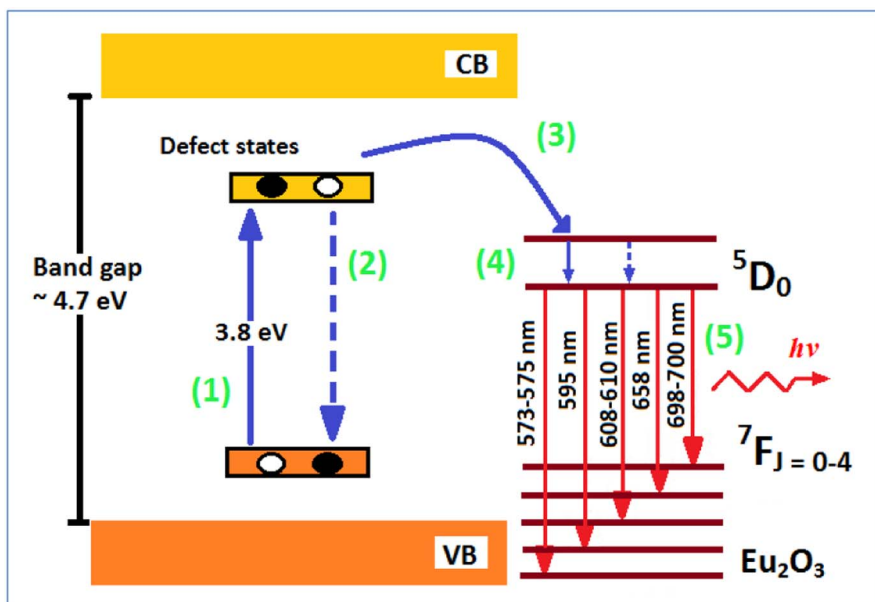 CB
Defect states
(3)
(2)
(4)
⁵D₀
Band gap
~ 4.7 eV
3.8 eV
(1)
573-575 nm
595 nm
608-610 nm
658 nm
698-700 nm
(5)
hν
⁷F_J = 0-4
VB
Eu₂O₃